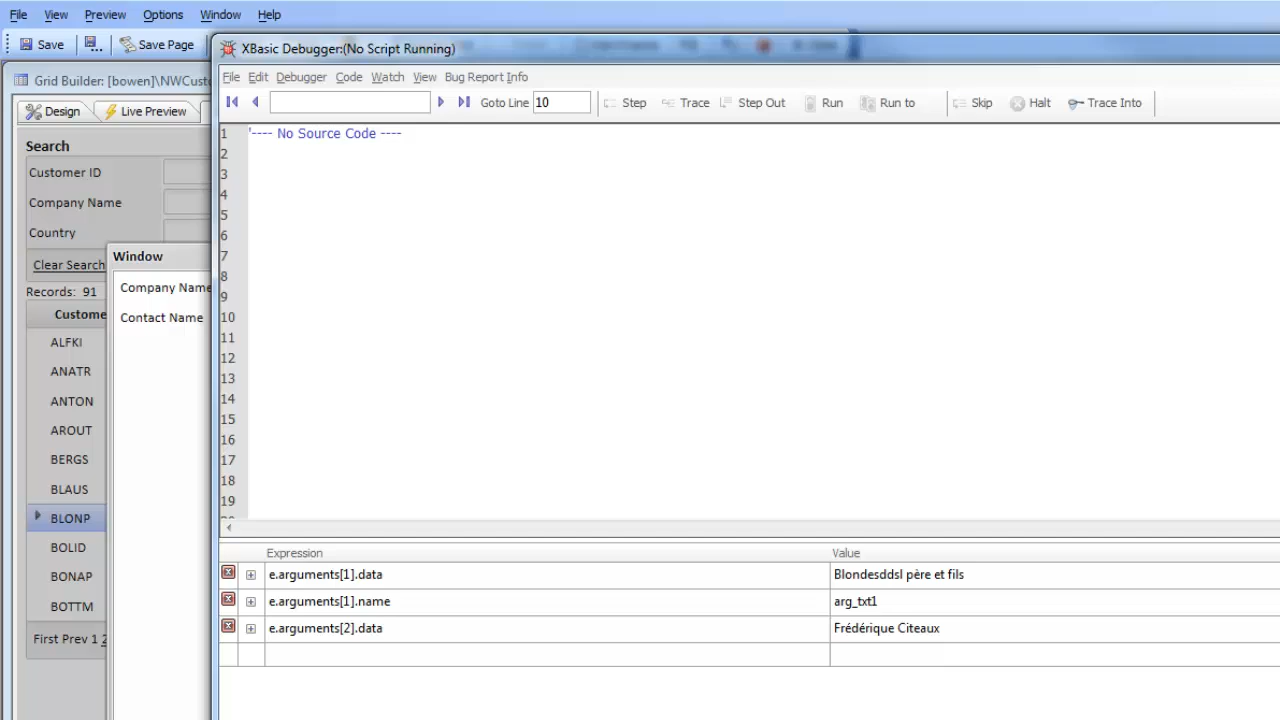 File View Preview Options Window Help
Save Save Page
XBasic Debugger:(No Script Running)
Grid Builder: [bowen]\NWCusto
File Edit Debugger Code Watch View Bug Report Info
Goto Line 10 Step Trace Step Out Run Run to Skip Halt Trace Into
Design Live Preview
1 '---- No Source Code ----
2
3
4
5
6
7
8
9
10
11
12
13
14
15
16
17
18
19
Search
Customer ID
Company Name
Country
Clear Search
Records: 91
Custome
ALFKI
ANATR
ANTON
AROUT
BERGS
BLAUS
BLONP
BOLID
BONAP
BOTTM
First Prev 1 2
Window
Company Name
Contact Name
Expression Value
e.arguments[1].data Blondesddsl père et fils
e.arguments[1].name arg_txt1
e.arguments[2].data Frédérique Citeaux